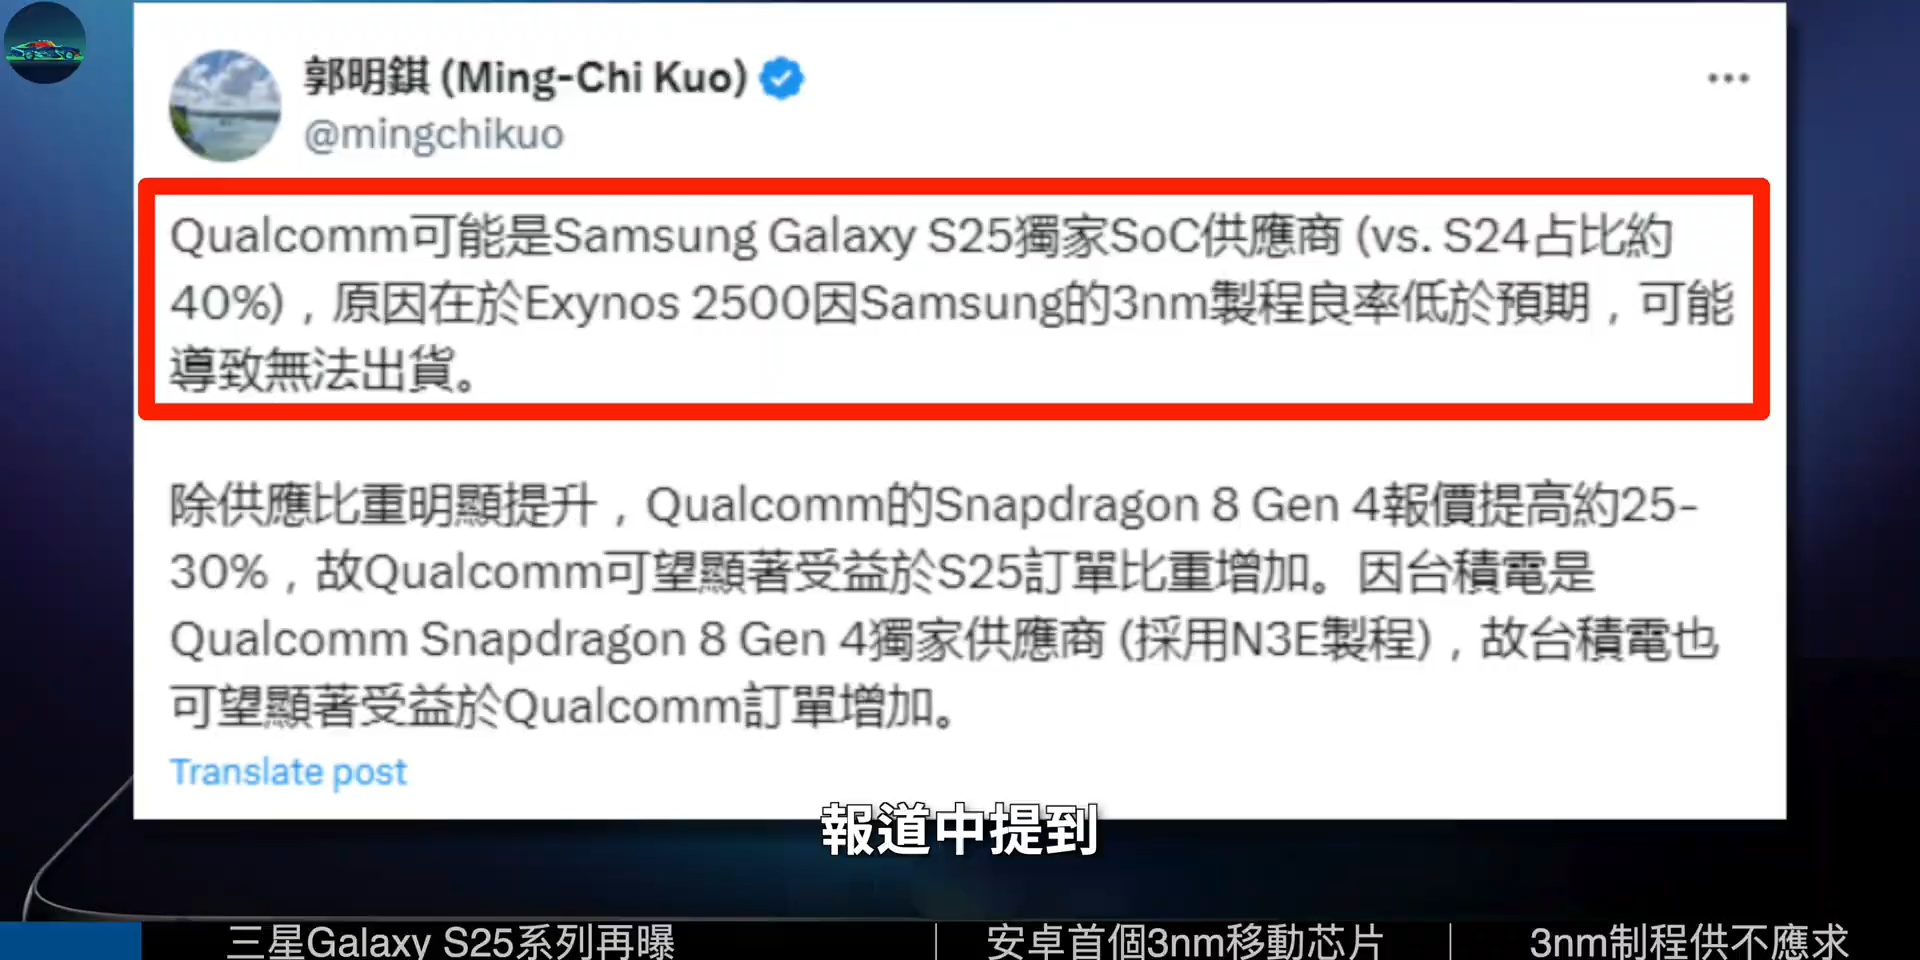 郭明錤 (Ming-Chi Kuo)
@mingchikuo
Qualcomm可能是Samsung Galaxy S25獨家SoC供應商 (vs. S24占比約
40%)，原因在於Exynos 2500因Samsung的3nm製程良率低於預期，可能
導致無法出貨。
除供應比重明顯提升，Qualcomm的Snapdragon 8 Gen 4報價提高約25-
30%，故Qualcomm可望顯著受益於S25訂單比重增加。因台積電是
Qualcomm Snapdragon 8 Gen 4獨家供應商 (採用N3E製程)，故台積電也
可望顯著受益於Qualcomm訂單增加。
Translate post
報道中提到
三星Galaxy S25系列再曝
安卓首個3nm移動芯片
3nm制程供不應求